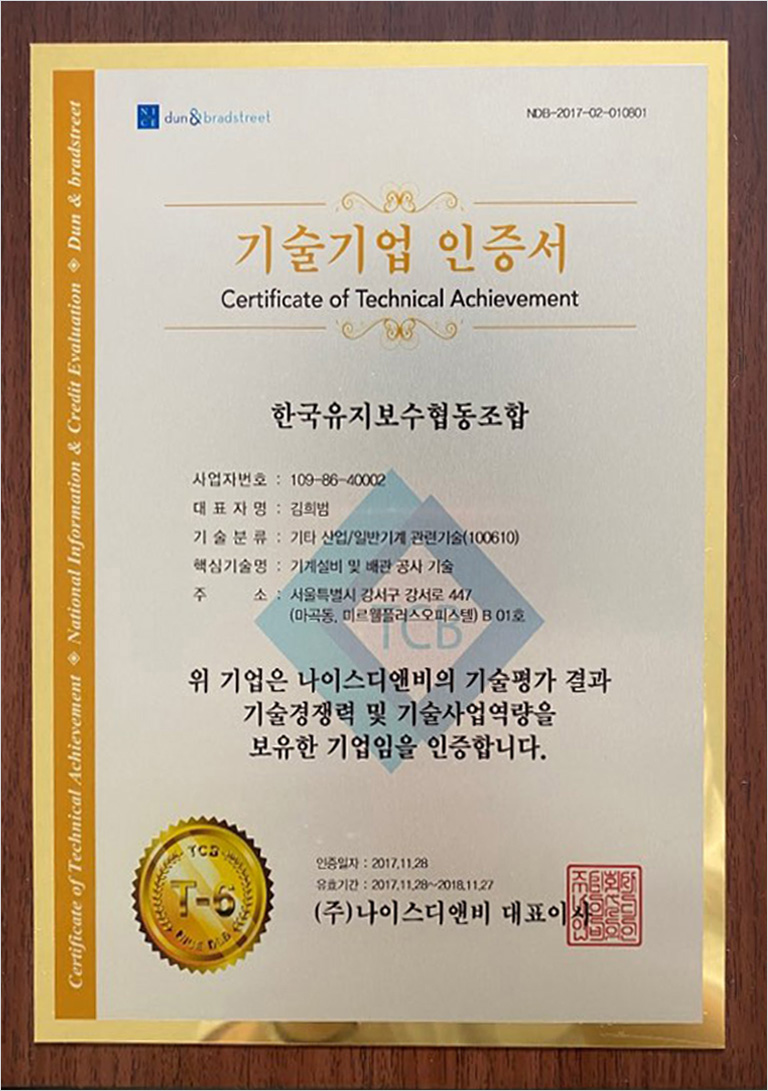 NICE dun&bradstreet
NDB-2017-02-010801
기술기업 인증서
Certificate of Technical Achievement
한국유지보수협동조합
사업자번호 : 109-86-40002
대표자명 : 김희범
기술분류 : 기타 산업/일반기계 관련기술(100610)
핵심기술명 : 기계설비 및 배관 공사 기술
주 소 : 서울특별시 강서구 강서로 447
(마곡동, 미르웰플러스오피스텔) B 01호
TCB
위 기업은 나이스디앤비의 기술평가 결과
기술경쟁력 및 기술사업역량을
보유한 기업임을 인증합니다.
TCB
T-6
NICE D&B
인증일자 : 2017.11.28
유효기간 : 2017.11.28~2018.11.27
(주)나이스디앤비 대표이사
Certificate of Technical Achievement ◈ National Information & Credit Evaluation ◈ Dun & bradstreet